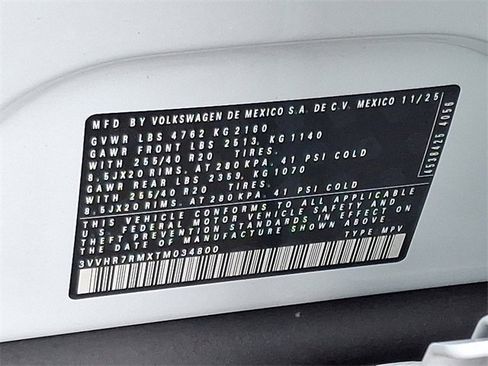 MFD BY VOLKSWAGEN DE MEXICO S.A. DE C.V. MEXICO 11/25
GVWR LBS 4762 KG 2160
GAWR FRONT LBS 2513, KG 1140
WITH 255/40 R20 TIRES.
8.5JX20 RIMS, AT 280 KPA, 41 PSI COLD
GAWR REAR LBS 2359, KG 1070
WITH 255/40 R20 TIRES.
8.5JX20 RIMS, AT 280 KPA, 41 PSI COLD
THIS VEHICLE CONFORMS TO ALL APPLICABLE
U.S. FEDERAL MOTOR VEHICLE SAFETY AND
THEFT PREVENTION STANDARDS IN EFFECT ON
THE DATE OF MANUFACTURE
3VVHR7RMXTM034800 TYPE MPV